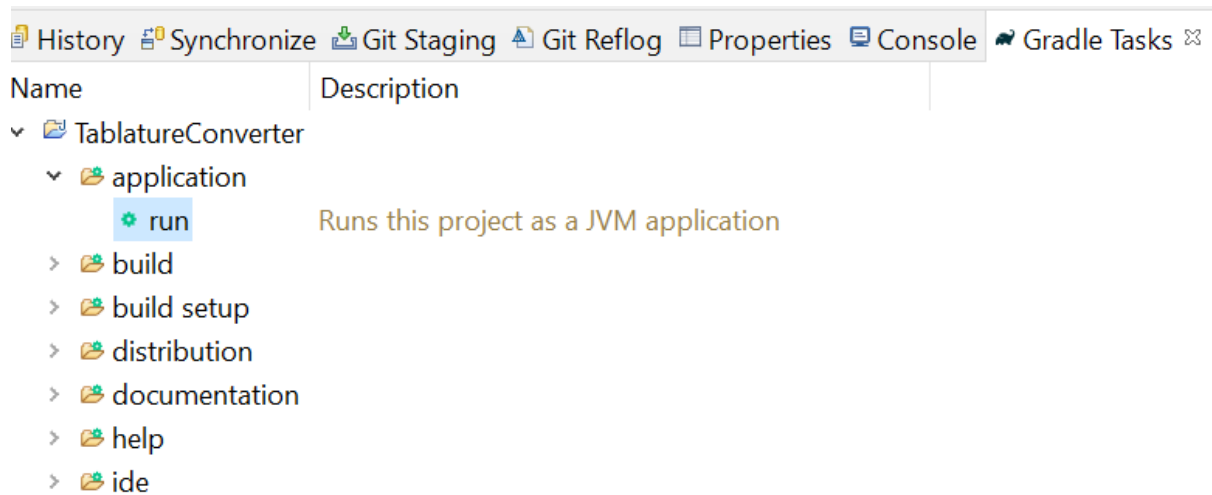 History Synchronize Git Staging Git Reflog Properties Console Gradle Tasks
Name Description
TablatureConverter
application
run Runs this project as a JVM application
build
build setup
distribution
documentation
help
ide